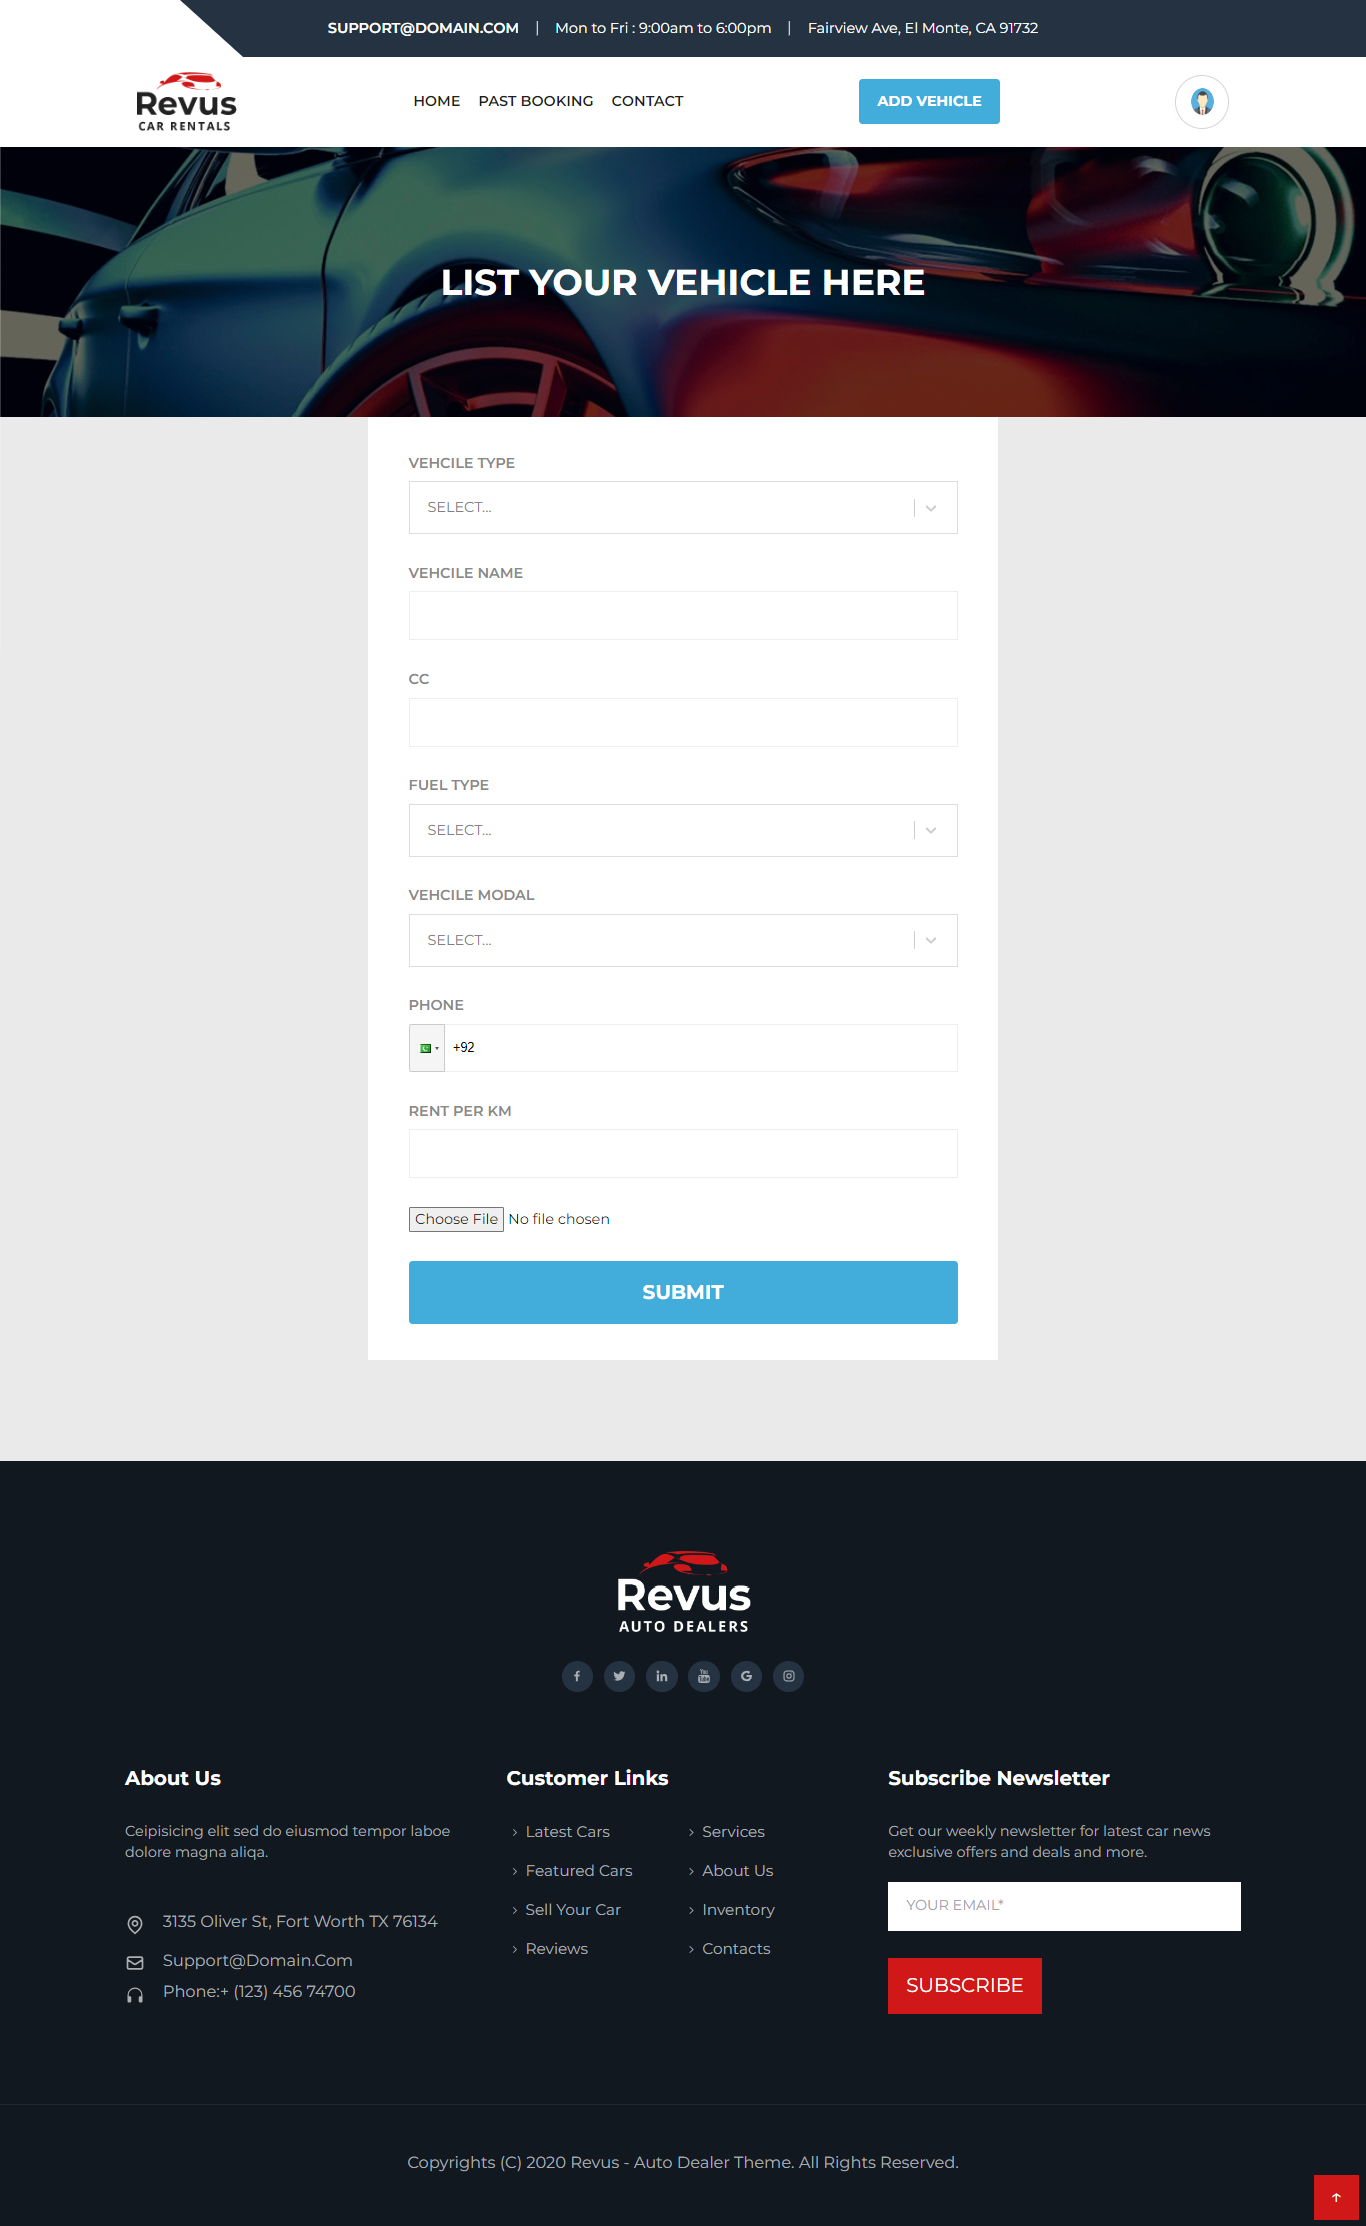 SUPPORT@DOMAIN.COM | Mon to Fri : 9:00am to 6:00pm | Fairview Ave, El Monte, CA 91732
Revus
CAR RENTALS
HOME PAST BOOKING CONTACT
ADD VEHICLE
LIST YOUR VEHICLE HERE
VEHCILE TYPE
SELECT...
VEHCILE NAME
CC
FUEL TYPE
SELECT...
VEHCILE MODAL
SELECT...
PHONE
+92
RENT PER KM
Choose File No file chosen
SUBMIT
Revus
AUTO DEALERS
About Us
Ceipisicing elit sed do eiusmod tempor laboe
dolore magna aliqa.
3135 Oliver St, Fort Worth TX 76134
Support@Domain.Com
Phone:+ (123) 456 74700
Customer Links
Latest Cars
Featured Cars
Sell Your Car
Reviews
Services
About Us
Inventory
Contacts
Subscribe Newsletter
Get our weekly newsletter for latest car news
exclusive offers and deals and more.
YOUR EMAIL*
SUBSCRIBE
Copyrights (C) 2020 Revus - Auto Dealer Theme. All Rights Reserved.